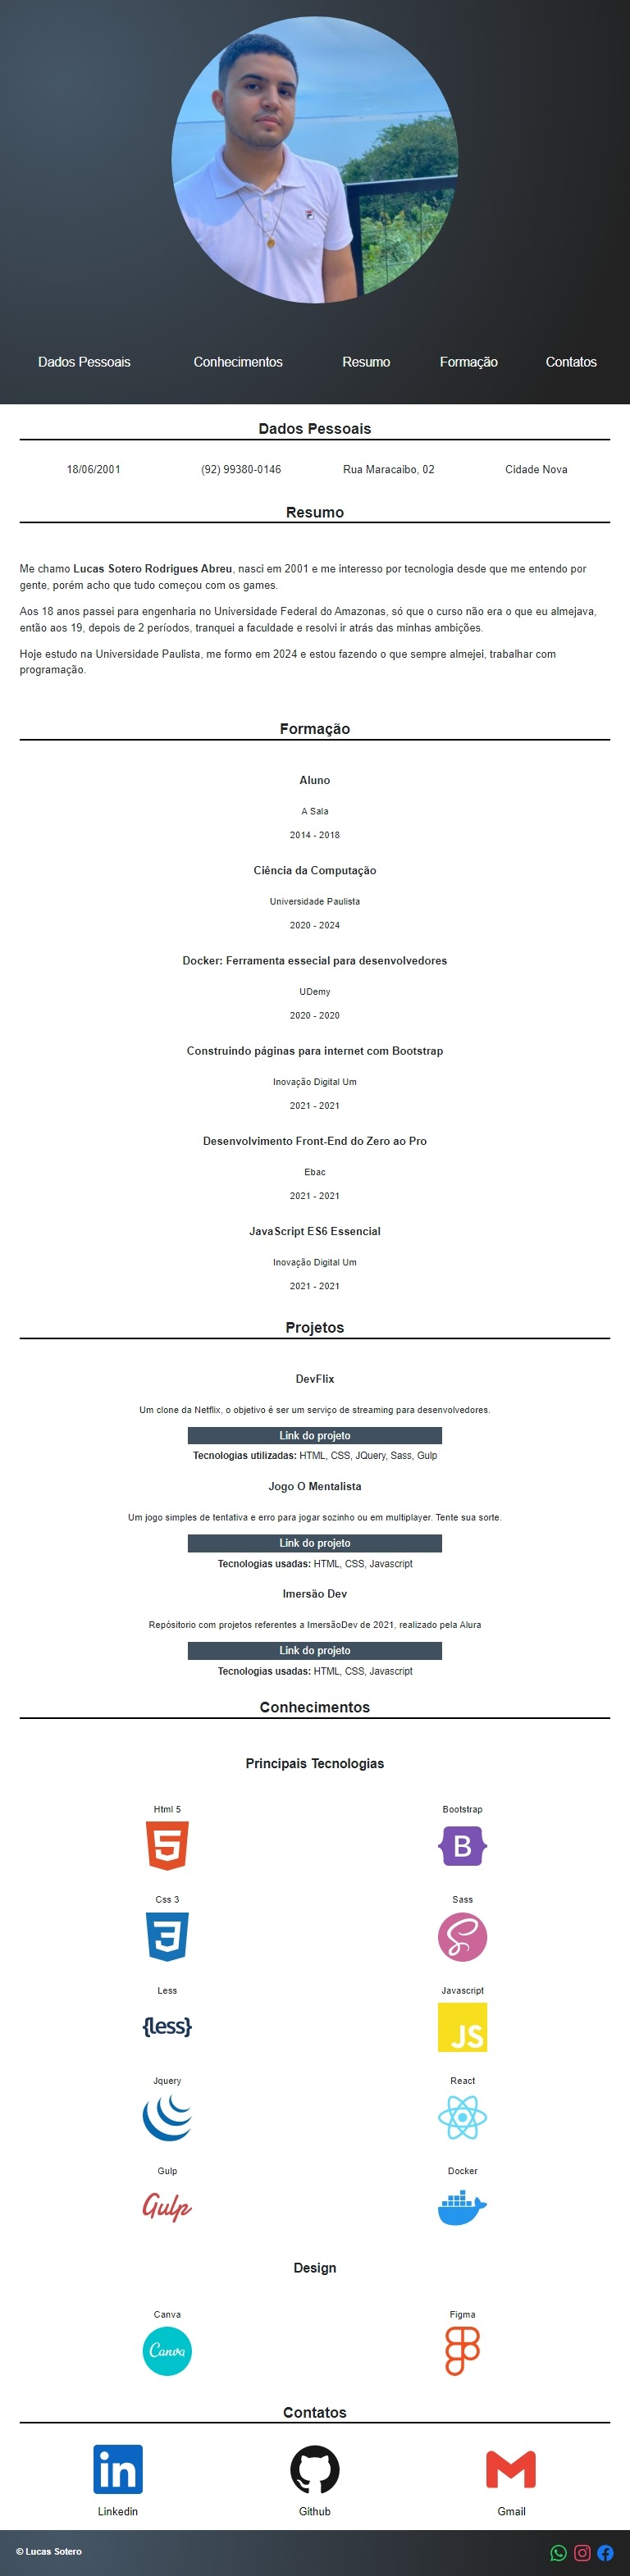 Dados Pessoais Conhecimentos Resumo Formação Contatos
Dados Pessoais
18/06/2001 (92) 99380-0146 Rua Maracaibo, 02 Cidade Nova
Resumo
Me chamo Lucas Sotero Rodrigues Abreu, nasci em 2001 e me interesso por tecnologia desde que me entendo por
gente, porém acho que tudo começou com os games.
Aos 18 anos passei para engenharia no Universidade Federal do Amazonas, só que o curso não era o que eu almejava,
então aos 19, depois de 2 períodos, tranquei a faculdade e resolvi ir atrás das minhas ambições.
Hoje estudo na Universidade Paulista, me formo em 2024 e estou fazendo o que sempre almejei, trabalhar com
programação.
Formação
Aluno
A Sala
2014 - 2018
Ciência da Computação
Universidade Paulista
2020 - 2024
Docker: Ferramenta essecial para desenvolvedores
UDemy
2020 - 2020
Construindo páginas para internet com Bootstrap
Inovação Digital Um
2021 - 2021
Desenvolvimento Front-End do Zero ao Pro
Ebac
2021 - 2021
JavaScript ES6 Essencial
Inovação Digital Um
2021 - 2021
Projetos
DevFlix
Um clone da Netflix, o objetivo é ser um serviço de streaming para desenvolvedores.
Link do projeto
Tecnologias utilizadas: HTML, CSS, JQuery, Sass, Gulp
Jogo O Mentalista
Um jogo simples de tentativa e erro para jogar sozinho ou em multiplayer. Tente sua sorte.
Link do projeto
Tecnologias usadas: HTML, CSS, Javascript
Imersão Dev
Repósitorio com projetos referentes a ImersãoDev de 2021, realizado pela Alura
Link do projeto
Tecnologias usadas: HTML, CSS, Javascript
Conhecimentos
Principais Tecnologias
Html 5 Bootstrap
5 B
Css 3 Sass
3 S
Less Javascript
{less} JS
Jquery React
Gulp Docker
Gulp
Design
Canva Figma
Canva
Contatos
in
Linkedin Github Gmail
© Lucas Sotero